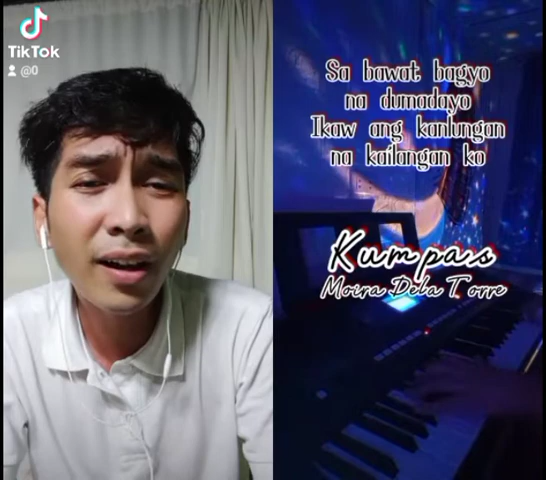 TikTok
@0
Sa bawat bagyo
na dumadayo
Ikaw ang kanlungan
na kailangan ko
Kumpas
Moira Dela Torre